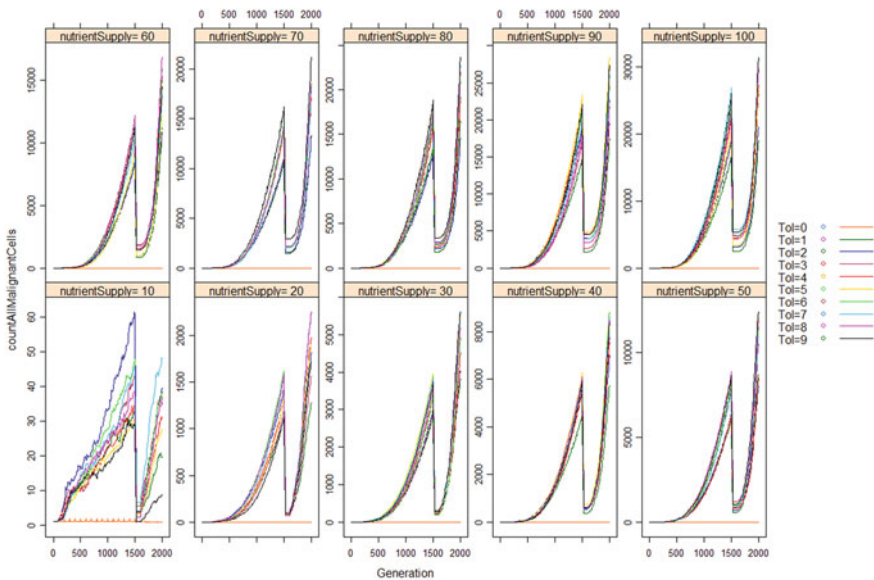 0 500 1000 1500 2000
0 500 1000 1500 2000
nutrientSupply= 60
nutrientSupply= 70
nutrientSupply= 80
nutrientSupply= 90
nutrientSupply= 100
0 5000 10000 15000
0 5000 10000 15000 20000
0 5000 10000 15000 20000
0 5000 10000 15000 20000 25000
0 10000 20000 30000
nutrientSupply= 10
nutrientSupply= 20
nutrientSupply= 30
nutrientSupply= 40
nutrientSupply= 50
0 10 20 30 40 50 60
0 500 1000 1500 2000
0 1000 2000 3000 4000 5000
0 2000 4000 6000 8000
0 5000 10000
countAllMalignantCells
0 500 1000 1500 2000
0 500 1000 1500 2000
0 500 1000 1500 2000
Generation
Tol=0
Tol=1
Tol=2
Tol=3
Tol=4
Tol=5
Tol=6
Tol=7
Tol=8
Tol=9